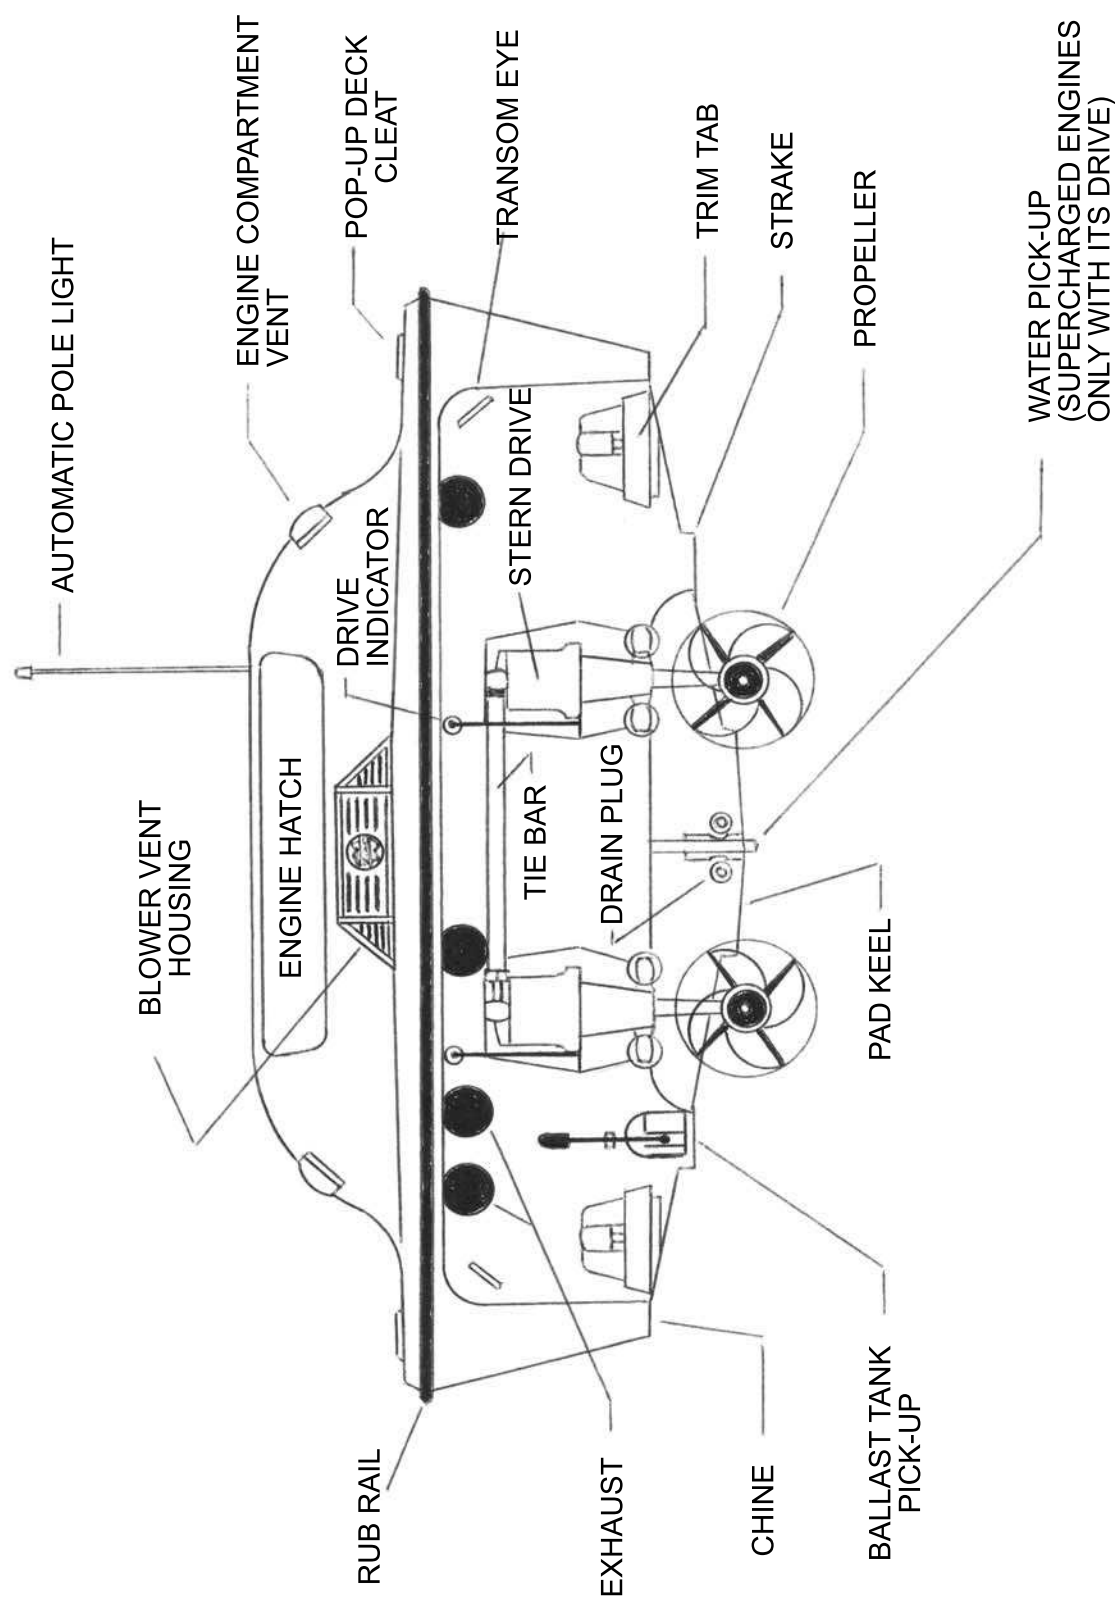 AUTOMATIC POLE LIGHT
ENGINE COMPARTMENT
VENT
POP-UP DECK
CLEAT
TRANSOM EYE
TRIM TAB
STRAKE
PROPELLER
WATER PICK-UP
(SUPERCHARGED ENGINES
ONLY WITH ITS DRIVE)
BLOWER VENT
HOUSING
ENGINE HATCH
DRIVE
INDICATOR
STERN DRIVE
TIE BAR
DRAIN PLUG
PAD KEEL
RUB RAIL
EXHAUST
CHINE
BALLAST TANK
PICK-UP